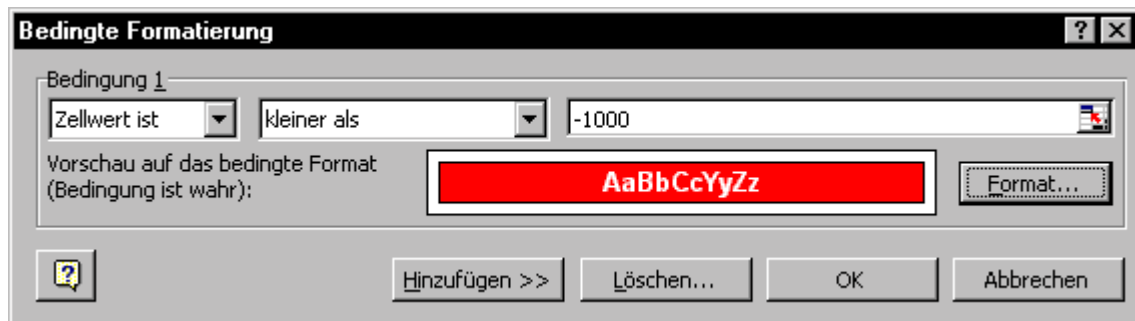 Bedingte Formatierung
Bedingung 1
Zellwert ist kleiner als -1000
Vorschau auf das bedingte Format
(Bedingung ist wahr):
AaBbCcYyZz
Format...
Hinzufügen >> Löschen... OK Abbrechen